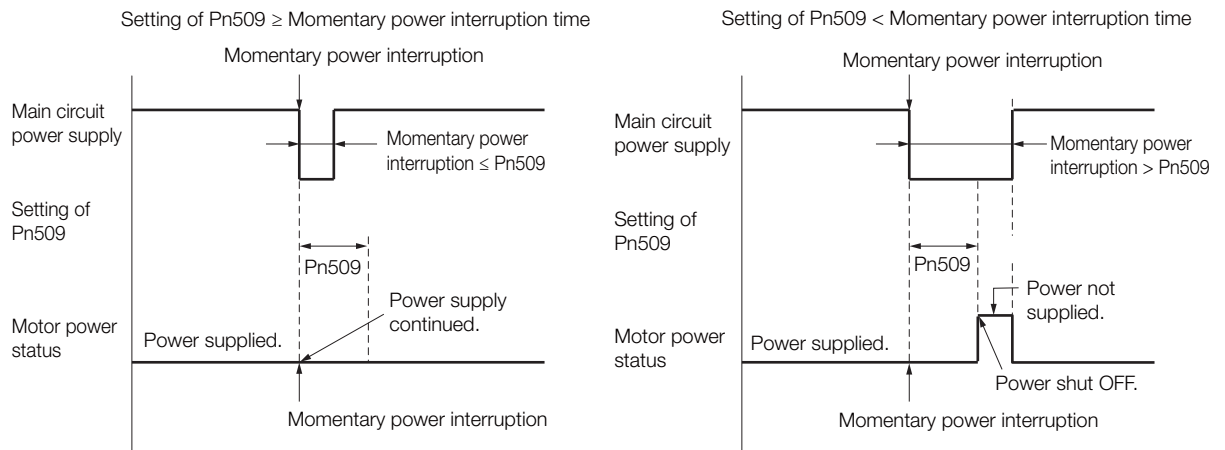 Setting of Pn509 ≥ Momentary power interruption time
Momentary power interruption
Main circuit
power supply
Momentary power
interruption ≤ Pn509
Setting of
Pn509
Pn509
Power supply
continued.
Motor power
status
Power supplied.
Momentary power interruption
Setting of Pn509 < Momentary power interruption time
Momentary power interruption
Main circuit
power supply
Momentary power
interruption > Pn509
Setting of
Pn509
Pn509
Power not
supplied.
Motor power
status
Power supplied.
Power shut OFF.
Momentary power interruption